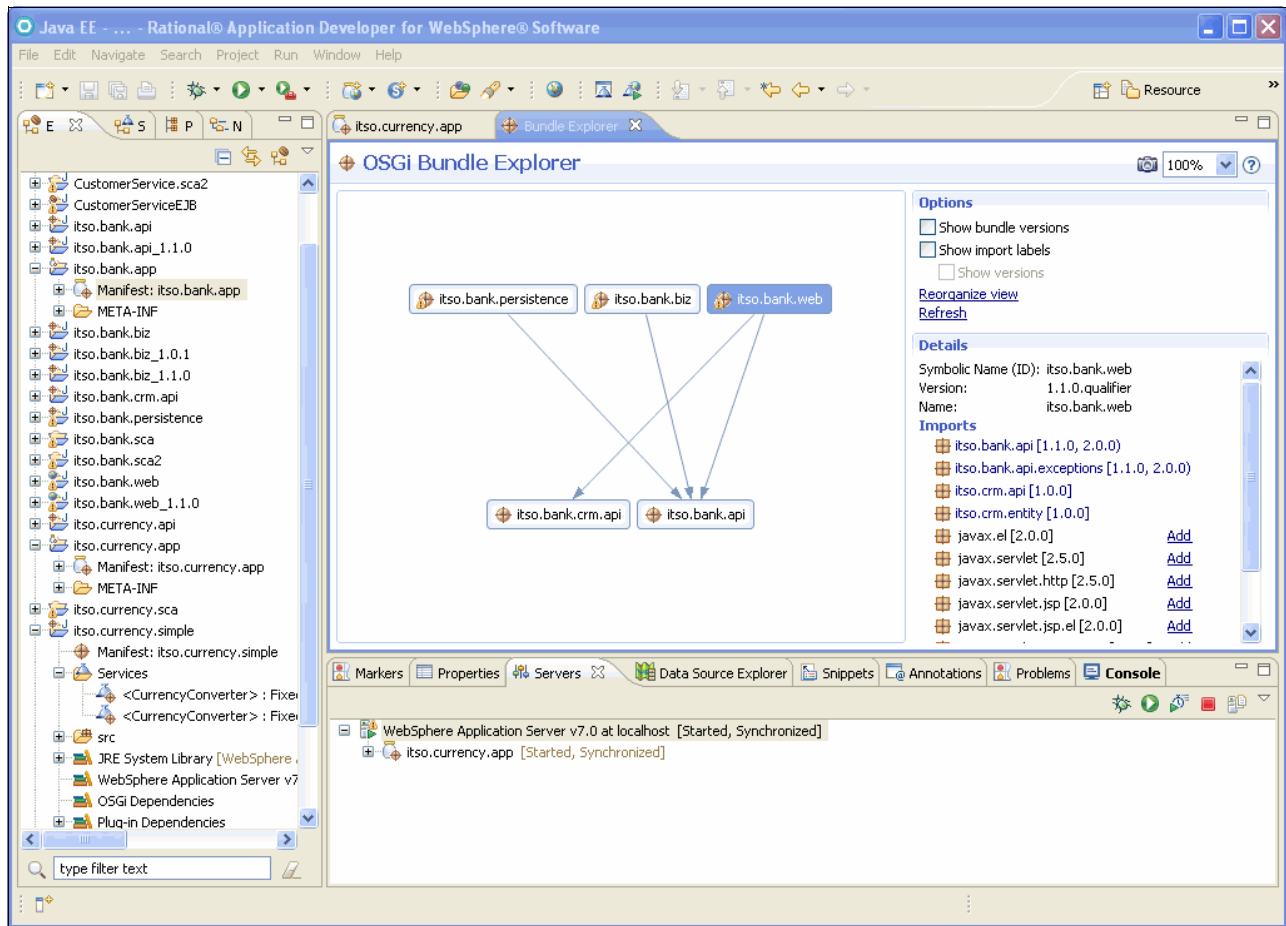 Java EE - ... - Rational® Application Developer for WebSphere® Software
File Edit Navigate Search Project Run Window Help
Resource
E S P N
CustomerService.sca2
CustomerServiceEJB
itso.bank.api
itso.bank.api_1.1.0
itso.bank.app
Manifest: itso.bank.app
META-INF
itso.bank.biz
itso.bank.biz_1.0.1
itso.bank.biz_1.1.0
itso.bank.crm.api
itso.bank.persistence
itso.bank.sca
itso.bank.sca2
itso.bank.web
itso.bank.web_1.1.0
itso.currency.api
itso.currency.app
Manifest: itso.currency.app
META-INF
itso.currency.sca
itso.currency.simple
Manifest: itso.currency.simple
Services
<CurrencyConverter> : Fixe
<CurrencyConverter> : Fixe
src
JRE System Library [WebSphere
WebSphere Application Server v7
OSGi Dependencies
Plug-in Dependencies
type filter text
itso.currency.app Bundle Explorer
OSGi Bundle Explorer
100%
itso.bank.persistence itso.bank.biz itso.bank.web
itso.bank.crm.api itso.bank.api
Options
Show bundle versions
Show import labels
Show versions
Reorganize view
Refresh
Details
Symbolic Name (ID): itso.bank.web
Version: 1.1.0.qualifier
Name: itso.bank.web
Imports
itso.bank.api [1.1.0, 2.0.0)
itso.bank.api.exceptions [1.1.0, 2.0.0)
itso.crm.api [1.0.0]
itso.crm.entity [1.0.0]
javax.el [2.0.0] Add
javax.servlet [2.5.0] Add
javax.servlet.http [2.5.0] Add
javax.servlet.jsp [2.0.0] Add
javax.servlet.jsp.el [2.0.0] Add
Markers Properties Servers Data Source Explorer Snippets Annotations Problems Console
WebSphere Application Server v7.0 at localhost [Started, Synchronized]
itso.currency.app [Started, Synchronized]